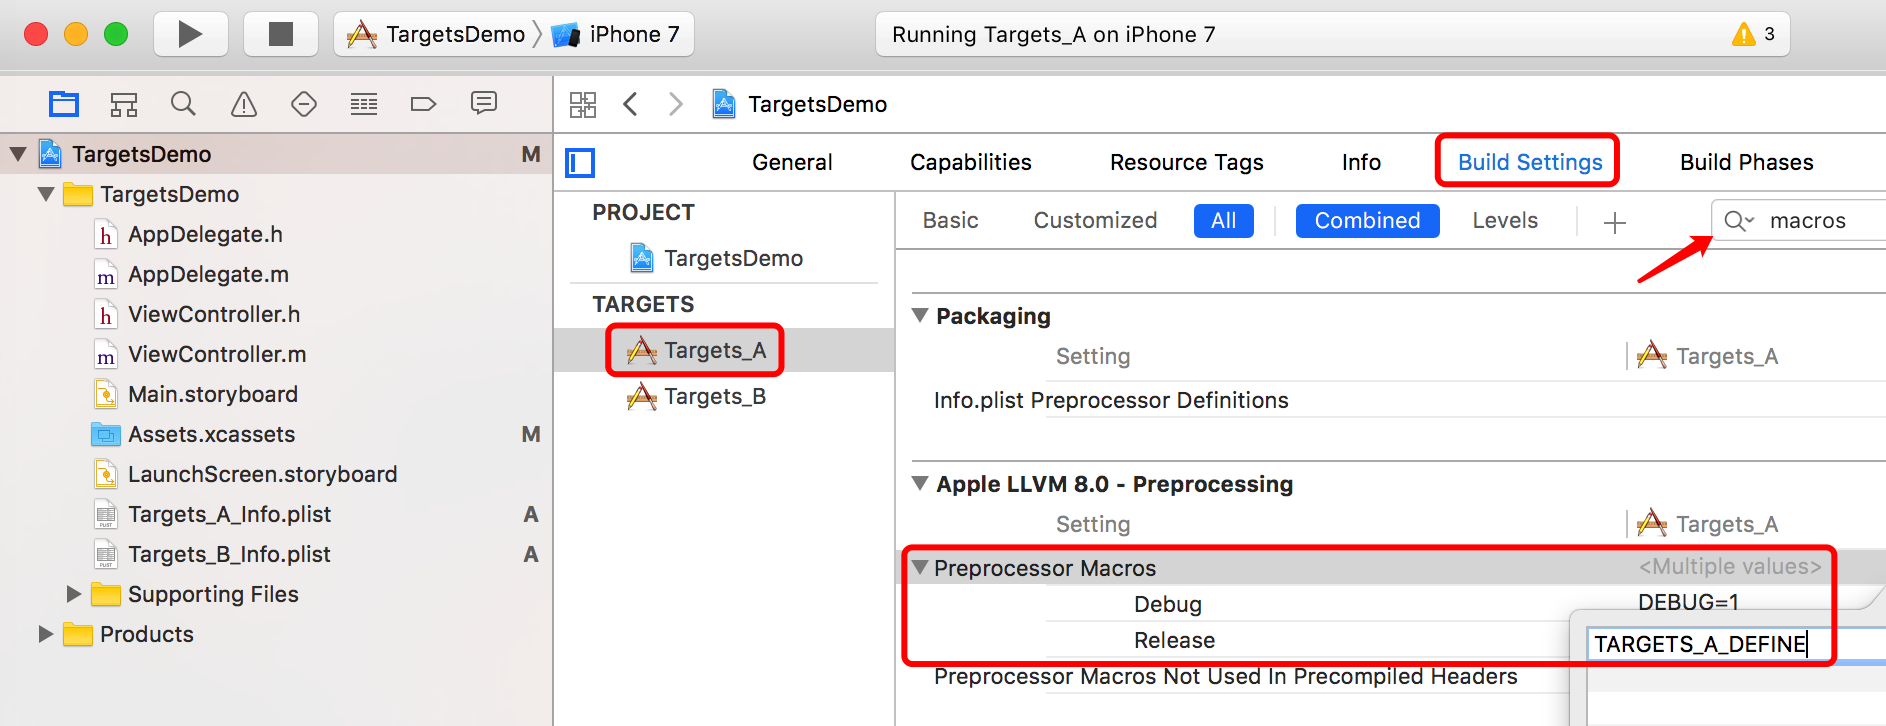 TargetsDemo
iPhone 7
Running Targets_A on iPhone 7
3
TargetsDemo
TargetsDemo M
TargetsDemo
AppDelegate.h
AppDelegate.m
ViewController.h
ViewController.m
Main.storyboard
Assets.xcassets M
LaunchScreen.storyboard
Targets_A_Info.plist A
Targets_B_Info.plist A
Supporting Files
Products
General Capabilities Resource Tags Info Build Settings Build Phases
PROJECT
TargetsDemo
TARGETS
Targets_A
Targets_B
Basic Customized All Combined Levels + macros
Packaging
Setting Targets_A
Info.plist Preprocessor Definitions
Apple LLVM 8.0 - Preprocessing
Setting Targets_A
Preprocessor Macros <Multiple values>
Debug DEBUG=1
Release
TARGETS_A_DEFINE
Preprocessor Macros Not Used In Precompiled Headers